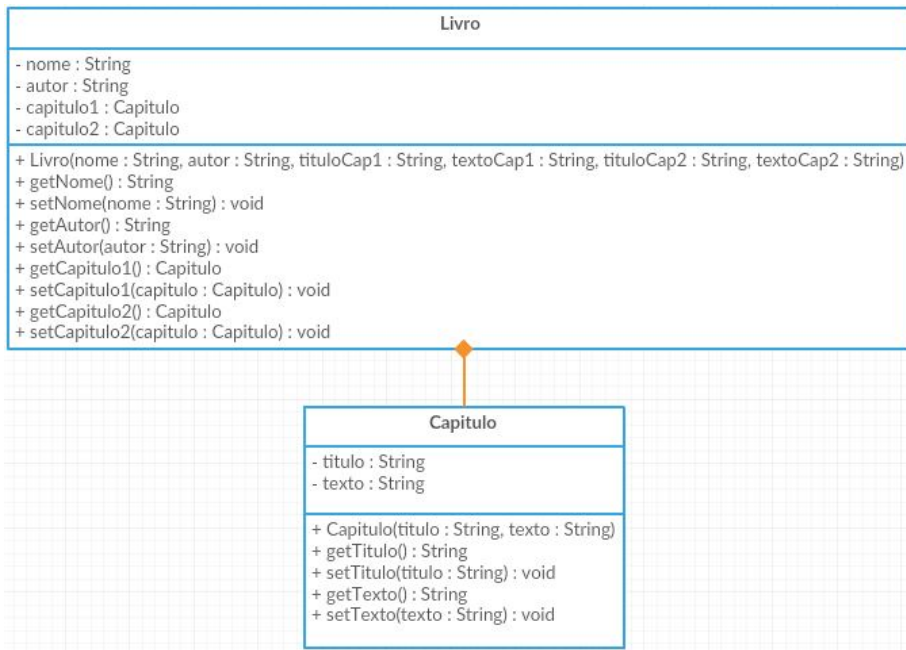 Livro
- nome : String
- autor : String
- capitulo1 : Capitulo
- capitulo2 : Capitulo
+ Livro(nome : String, autor : String, tituloCap1 : String, textoCap1 : String, tituloCap2 : String, textoCap2 : String)
+ getNome() : String
+ setNome(nome : String) : void
+ getAutor() : String
+ setAutor(autor : String) : void
+ getCapitulo1() : Capitulo
+ setCapitulo1(capitulo : Capitulo) : void
+ getCapitulo2() : Capitulo
+ setCapitulo2(capitulo : Capitulo) : void
Capitulo
- titulo : String
- texto : String
+ Capitulo(titulo : String, texto : String)
+ getTitulo() : String
+ setTitulo(titulo : String) : void
+ getTexto() : String
+ setTexto(texto : String) : void